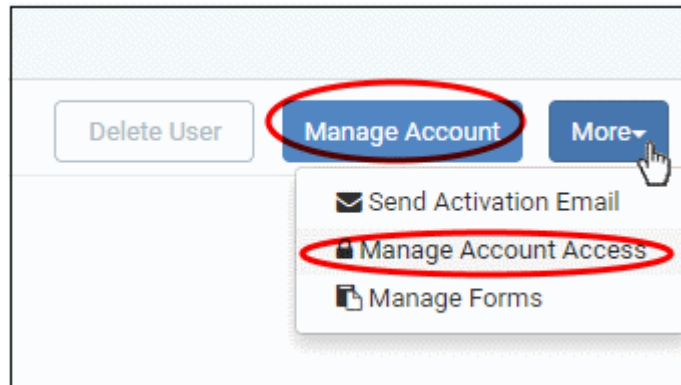 Delete User Manage Account More
Send Activation Email
Manage Account Access
Manage Forms